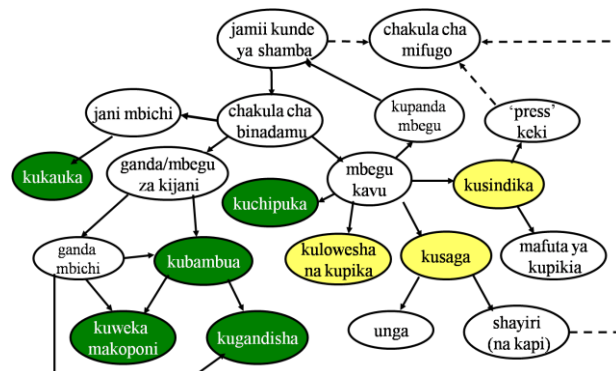 jamii kunde
ya shamba
chakula cha
mifugo
jani mbichi
chakula cha
binadamu
kupanda
mbegu
‘press’
keki
kukauka
ganda/mbegu
za kijani
kuchipuka
mbegu
kavu
kusindika
ganda
mbichi
kubambua
kulowesha
na kupika
kusaga
mafuta ya
kupikia
kuweka
makoponi
kugandisha
unga
shayiri
(na kapi)